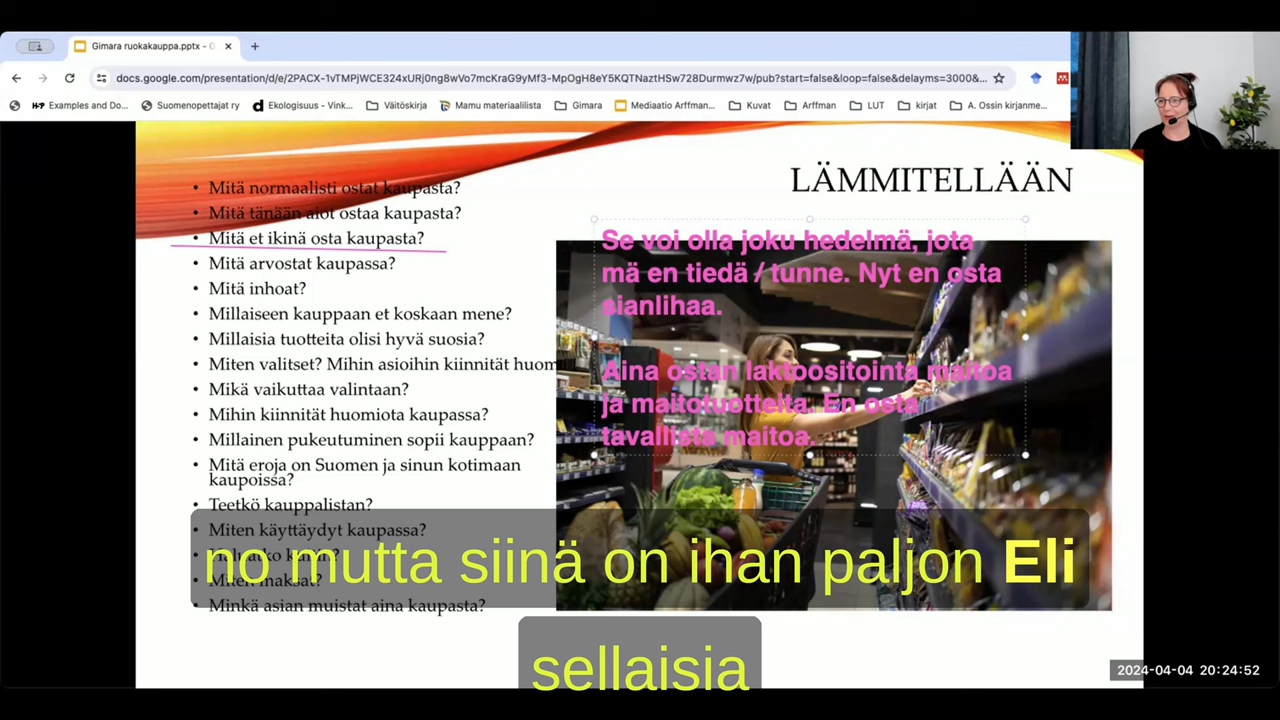 Gimara ruokakauppa.pptx - G
docs.google.com/presentation/d/e/2PACX-1vTMPjWCE324xURj0ng8wVo7mcKraG9yMf3-MpOgH8eY5KQTNaztHSw728Durmwz7w/pub?start=false&loop=false&delayms=3000&...
Examples and Do... Suomenopettajat ry Ekologisuus - Vink... Väitöskirja Mamu materiaalilista Gimara Mediaatio Arffman... Kuvat Arffman LUT kirjat A. Ossin kirjanme...
LÄMMITELLÄÄN
• Mitä normaalisti ostat kaupasta?
• Mitä tänään aiot ostaa kaupasta?
• Mitä et ikinä osta kaupasta?
• Mitä arvostat kaupassa?
• Mitä inhoat?
• Millaiseen kauppaan et koskaan mene?
• Millaisia tuotteita olisi hyvä suosia?
• Miten valitset? Mihin asioihin kiinnität huom
• Mikä vaikuttaa valintaan?
• Mihin kiinnität huomiota kaupassa?
• Millainen pukeutuminen sopii kauppaan?
• Mitä eroja on Suomen ja sinun kotimaan
kaupoissa?
• Teetkö kauppalistan?
• Miten käyttäydyt kaupassa?
• Miten maksat?
• Minkä asian muistat aina kaupasta?
Se voi olla joku hedelmä, jota
mä en tiedä / tunne. Nyt en osta
sianlihaa.
Aina ostan laktoositointa maitoa
ja maitotuotteita. En osta
tavallista maitoa.
no mutta siinä on ihan paljon Eli
sellaisia
2024-04-04 20:24:52